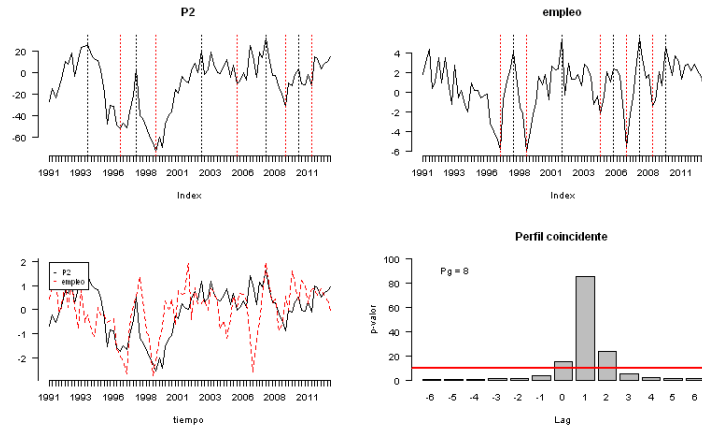 P2
20
0
-20
-40
-60
1991 1994 1996 1998 2001 2003 2006 2008 2011
Index
empleo
4
2
0
-2
-4
-6
1991 1994 1996 1998 2001 2003 2006 2008 2011
Index
2
1
0
-1
-2
P2
empleo
1991 1994 1996 1998 2001 2003 2006 2008 2011
tiempo
Perfil coincidente
p-valor
100
80
60
40
20
0
Pg = 8
-6 -5 -4 -3 -2 -1 0 1 2 3 4 5 6
Lag